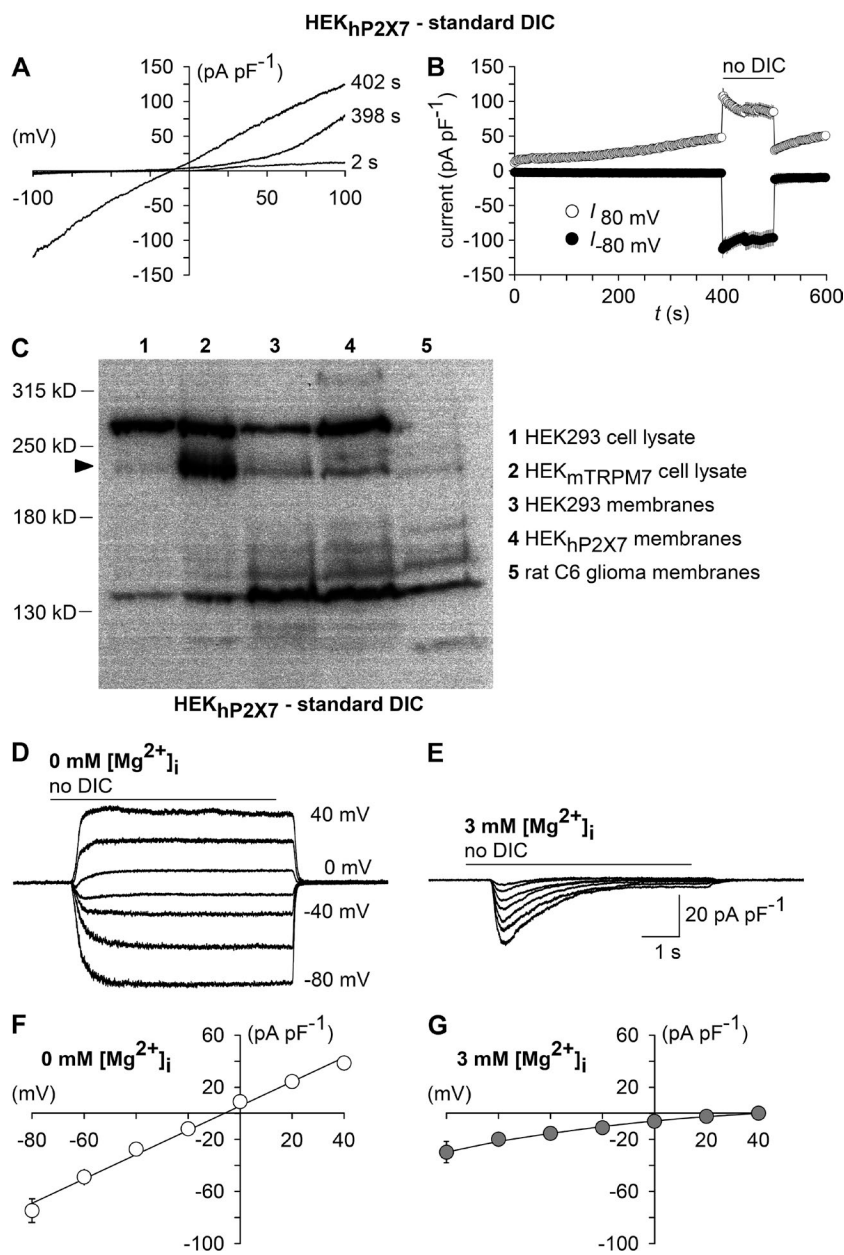 HEKhP2X7 - standard DIC
A
(pA pF-1)
(mV)
150
100
50
-50
-100
-150
-100
50
100
402 s
398 s
2 s
B
no DIC
current (pA pF-1)
150
100
50
0
-50
-100
-150
I 80 mV
I-80 mV
0
200
400
600
t (s)
C
1 2 3 4 5
315 kD
250 kD
180 kD
130 kD
1 HEK293 cell lysate
2 HEKmTRPM7 cell lysate
3 HEK293 membranes
4 HEKhP2X7 membranes
5 rat C6 glioma membranes
HEKhP2X7 - standard DIC
D
0 mM [Mg2+]i
no DIC
40 mV
0 mV
-40 mV
-80 mV
E
3 mM [Mg2+]i
no DIC
20 pA pF-1
1 s
F
0 mM [Mg2+]i
(pA pF-1)
(mV)
60
20
-20
-60
-100
-80
-60
-40
-20
20
40
G
3 mM [Mg2+]i
(pA pF-1)
(mV)
60
20
-20
-60
-100
-80
-60
-40
-20
20
40